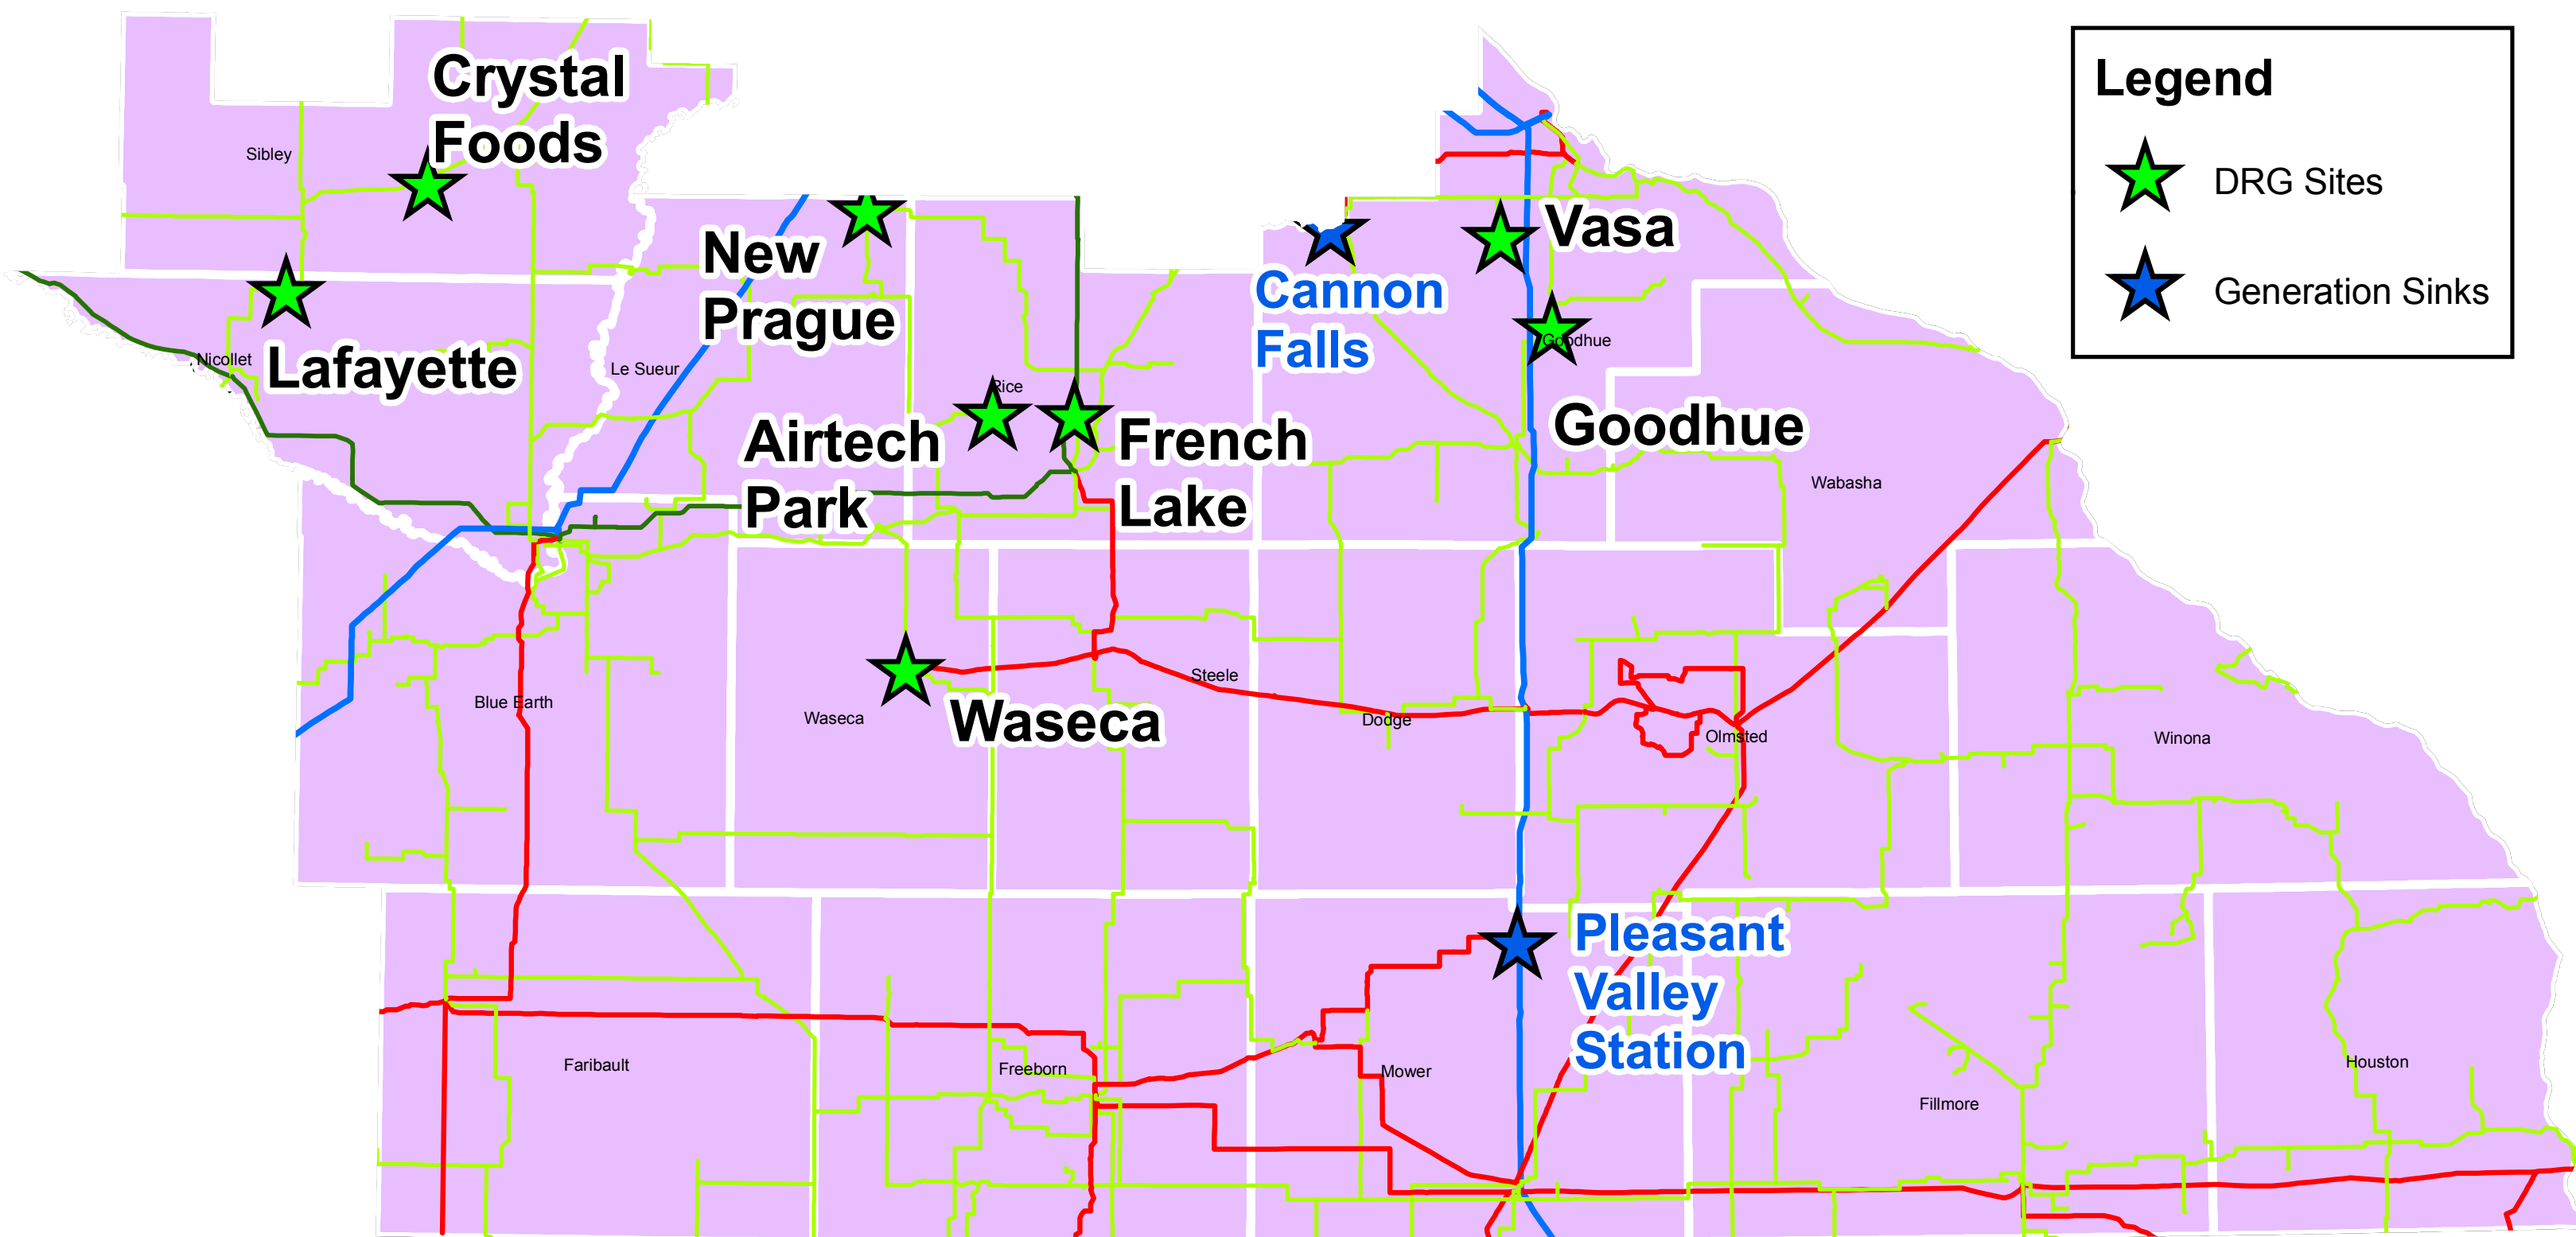 Legend
DRG Sites
Generation Sinks
Crystal
Foods
Sibley
New
Prague
Vasa
Cannon
Falls
Lafayette
Nicollet
Le Sueur
Goodhue
Rice
Airtech
Park
French
Lake
Goodhue
Wabasha
Blue Earth
Waseca
Waseca
Steele
Dodge
Olmsted
Winona
Pleasant
Valley
Station
Faribault
Freeborn
Mower
Fillmore
Houston